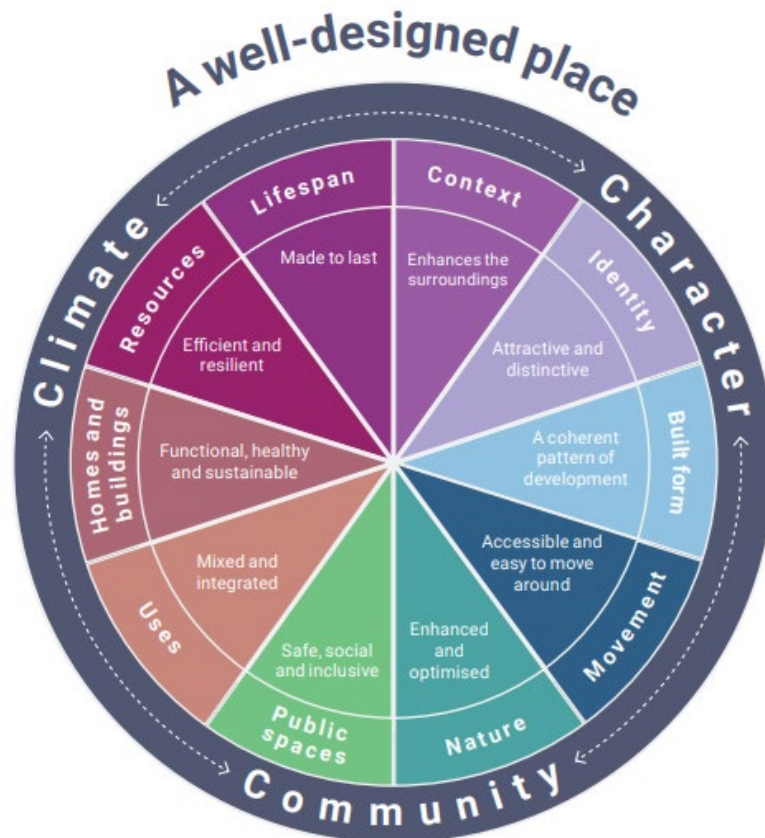 A well-designed place
Climate
Character
Community
Context
Enhances the
surroundings
Identity
Attractive and
distinctive
Built form
A coherent
pattern of
development
Movement
Accessible and
easy to move
around
Nature
Enhanced
and
optimised
Public
spaces
Safe, social
and inclusive
Uses
Mixed and
integrated
Homes and
buildings
Functional, healthy
and sustainable
Resources
Efficient and
resilient
Lifespan
Made to last